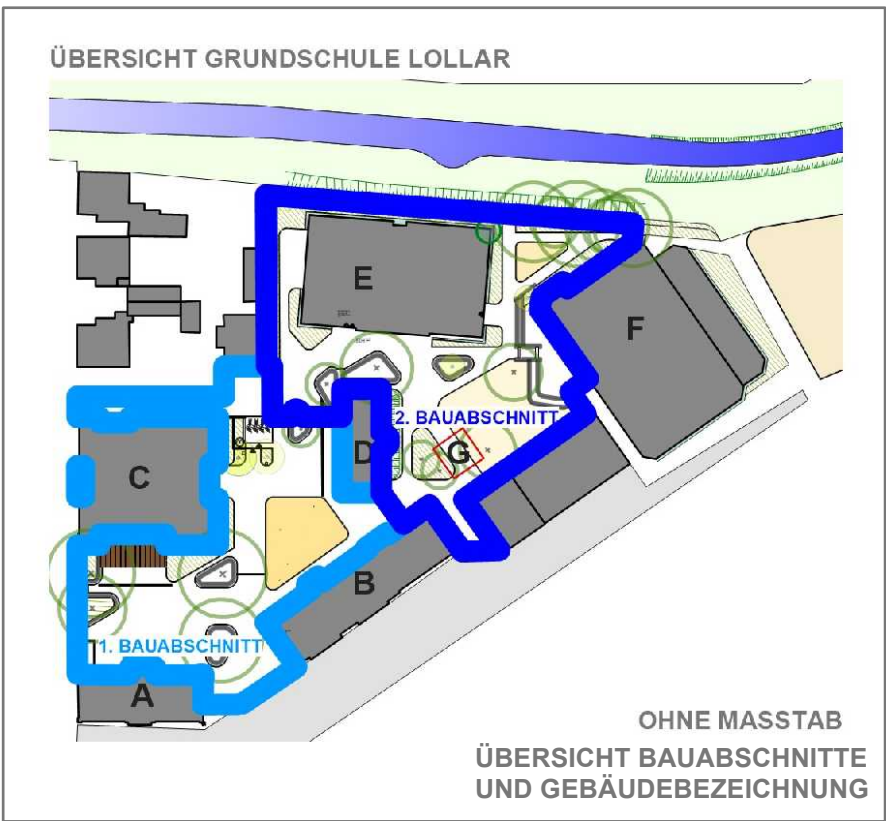 ÜBERSICHT GRUNDSCHULE LOLLAR
E
F
2. BAUABSCHNITT
D
G
C
B
1. BAUABSCHNITT
A
OHNE MASSTAB
ÜBERSICHT BAUABSCHNITTE
UND GEBÄUDEBEZEICHNUNG